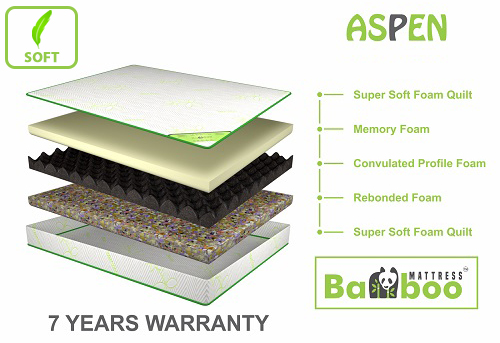 SOFT
ASPEN
Super Soft Foam Quilt
Memory Foam
Convulated Profile Foam
Rebonded Foam
Super Soft Foam Quilt
MATTRESS
Bamboo
7 YEARS WARRANTY